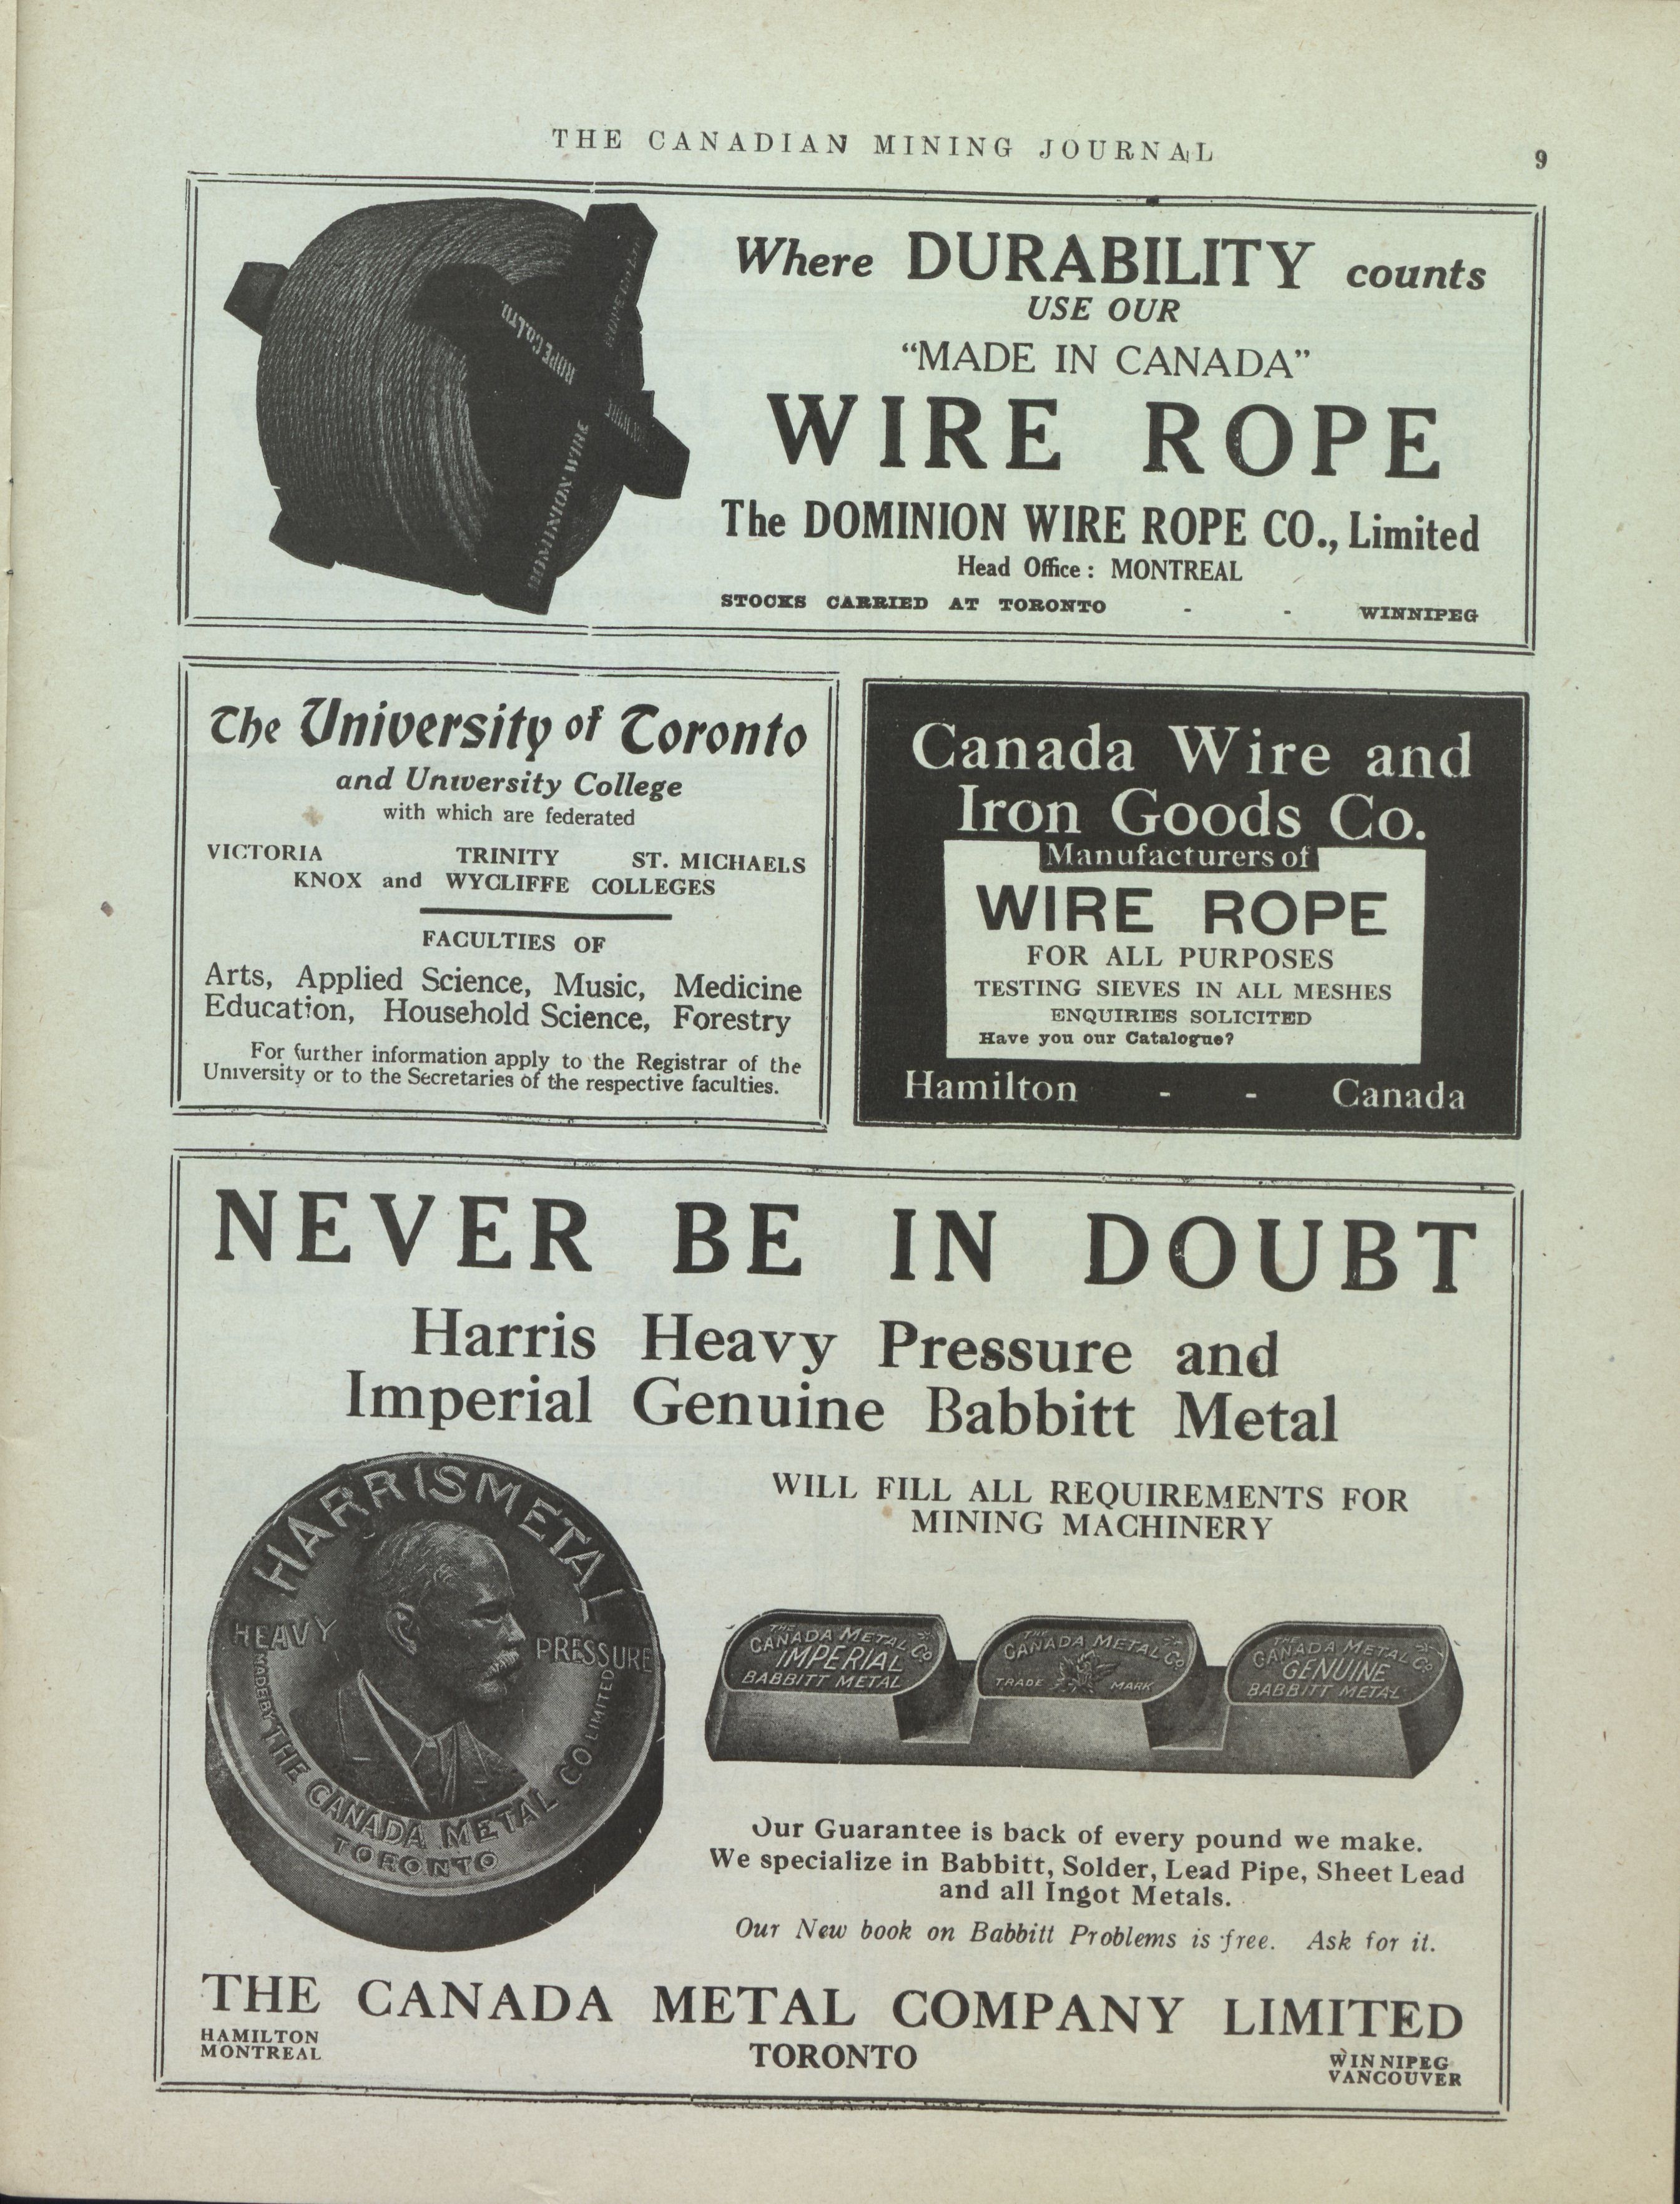 THE CANADIAN MINING JOURNAL
9
ROPE CO. LTD
ROPE CO. LTD
DOMINION WIRE
Where DURABILITY counts
USE OUR
"MADE IN CANADA"
WIRE ROPE
The DOMINION WIRE ROPE CO., Limited
Head Office: MONTREAL
STOCKS CARRIED AT TORONTO - - WINNIPEG
The University of Toronto
and University College
with which are federated
VICTORIA TRINITY ST. MICHAELS
KNOX and WYCLIFFE COLLEGES
FACULTIES OF
Arts, Applied Science, Music, Medicine
Education, Household Science, Forestry
For further information apply to the Registrar of the
University or to the Secretaries of the respective faculties.
Canada Wire and
Iron Goods Co.
Manufacturers of
WIRE ROPE
FOR ALL PURPOSES
TESTING SIEVES IN ALL MESHES
ENQUIRIES SOLICITED
Have you our Catalogue?
Hamilton - - Canada
NEVER BE IN DOUBT
Harris Heavy Pressure and
Imperial Genuine Babbitt Metal
HARRIS METAL
HEAVY PRESSURE
MADE BY THE CANADA METAL CO LIMITED
TORONTO
WILL FILL ALL REQUIREMENTS FOR
MINING MACHINERY
THE
CANADA METAL Co
IMPERIAL
BABBITT METAL
THE
CANADA METAL Co
TRADE MARK
THE
CANADA METAL Co
GENUINE
BABBITT METAL
Our Guarantee is back of every pound we make.
We specialize in Babbitt, Solder, Lead Pipe, Sheet Lead
and all Ingot Metals.
Our New book on Babbitt Problems is free. Ask for it.
THE CANADA METAL COMPANY LIMITED
HAMILTON
MONTREAL
TORONTO
WINNIPEG
VANCOUVER